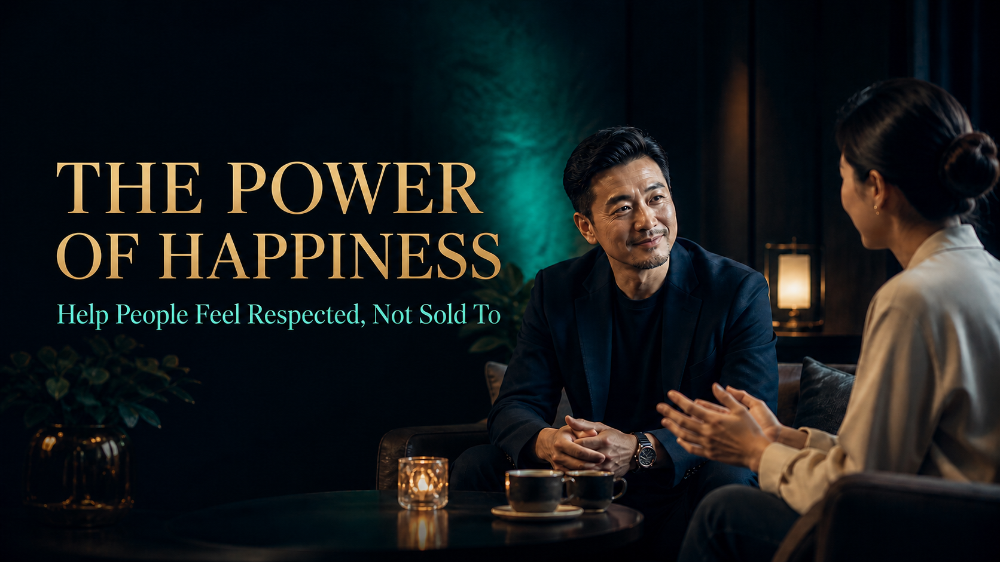 THE POWER
OF HAPPINESS
Help People Feel Respected, Not Sold To